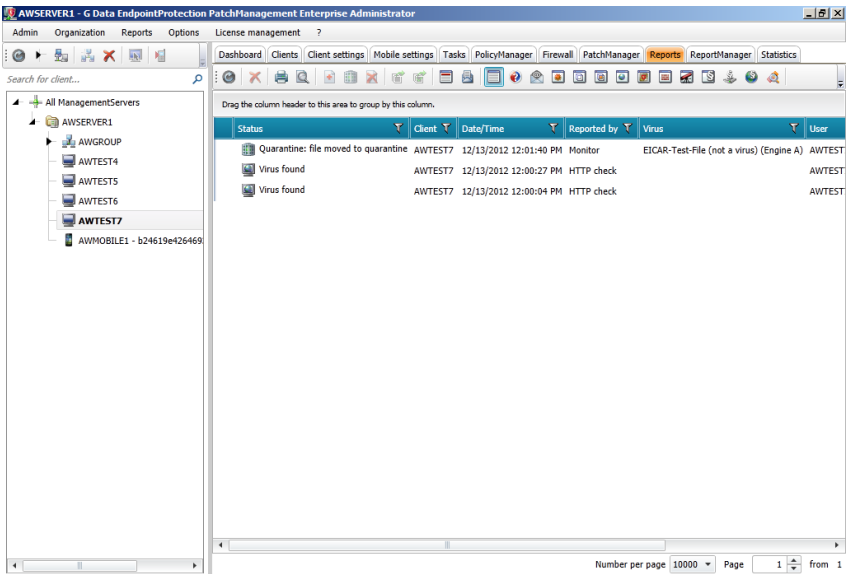 AWSERVER1 - G Data EndpointProtection PatchManagement Enterprise Administrator
Admin Organization Reports Options License management ?
Dashboard Clients Client settings Mobile settings Tasks PolicyManager Firewall PatchManager Reports ReportManager Statistics
Search for client...
All ManagementServers
AWSERVER1
AWGROUP
AWTEST4
AWTEST5
AWTEST6
AWTEST7
AWMOBILE1 - b24619e426469
Drag the column header to this area to group by this column.
Status Client Date/Time Reported by Virus User
Quarantine: file moved to quarantine AWTEST7 12/13/2012 12:01:40 PM Monitor EICAR-Test-File (not a virus) (Engine A) AWTEST
Virus found AWTEST7 12/13/2012 12:00:27 PM HTTP check AWTEST
Virus found AWTEST7 12/13/2012 12:00:04 PM HTTP check AWTEST
Number per page 10000 Page 1 from 1